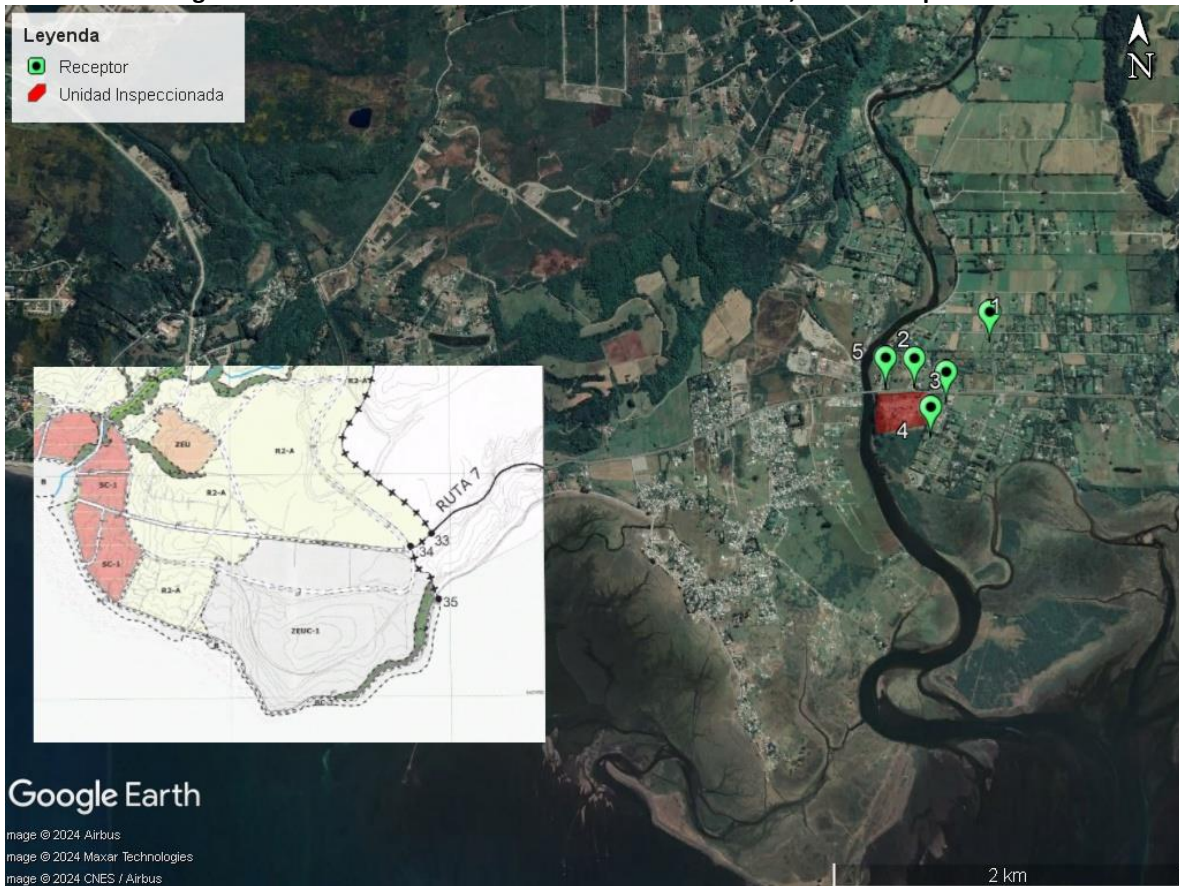 Leyenda
Receptor
Unidad Inspeccionada
N
1
2
5
3
4
R2-A
ZEU
R2-A
SC-1
R2-A
RUTA 7
33
34
SC-1
R2-A
35
ZEUC-1
Google Earth
mage © 2024 Airbus
mage © 2024 Maxar Technologies
mage © 2024 CNES / Airbus
2 km